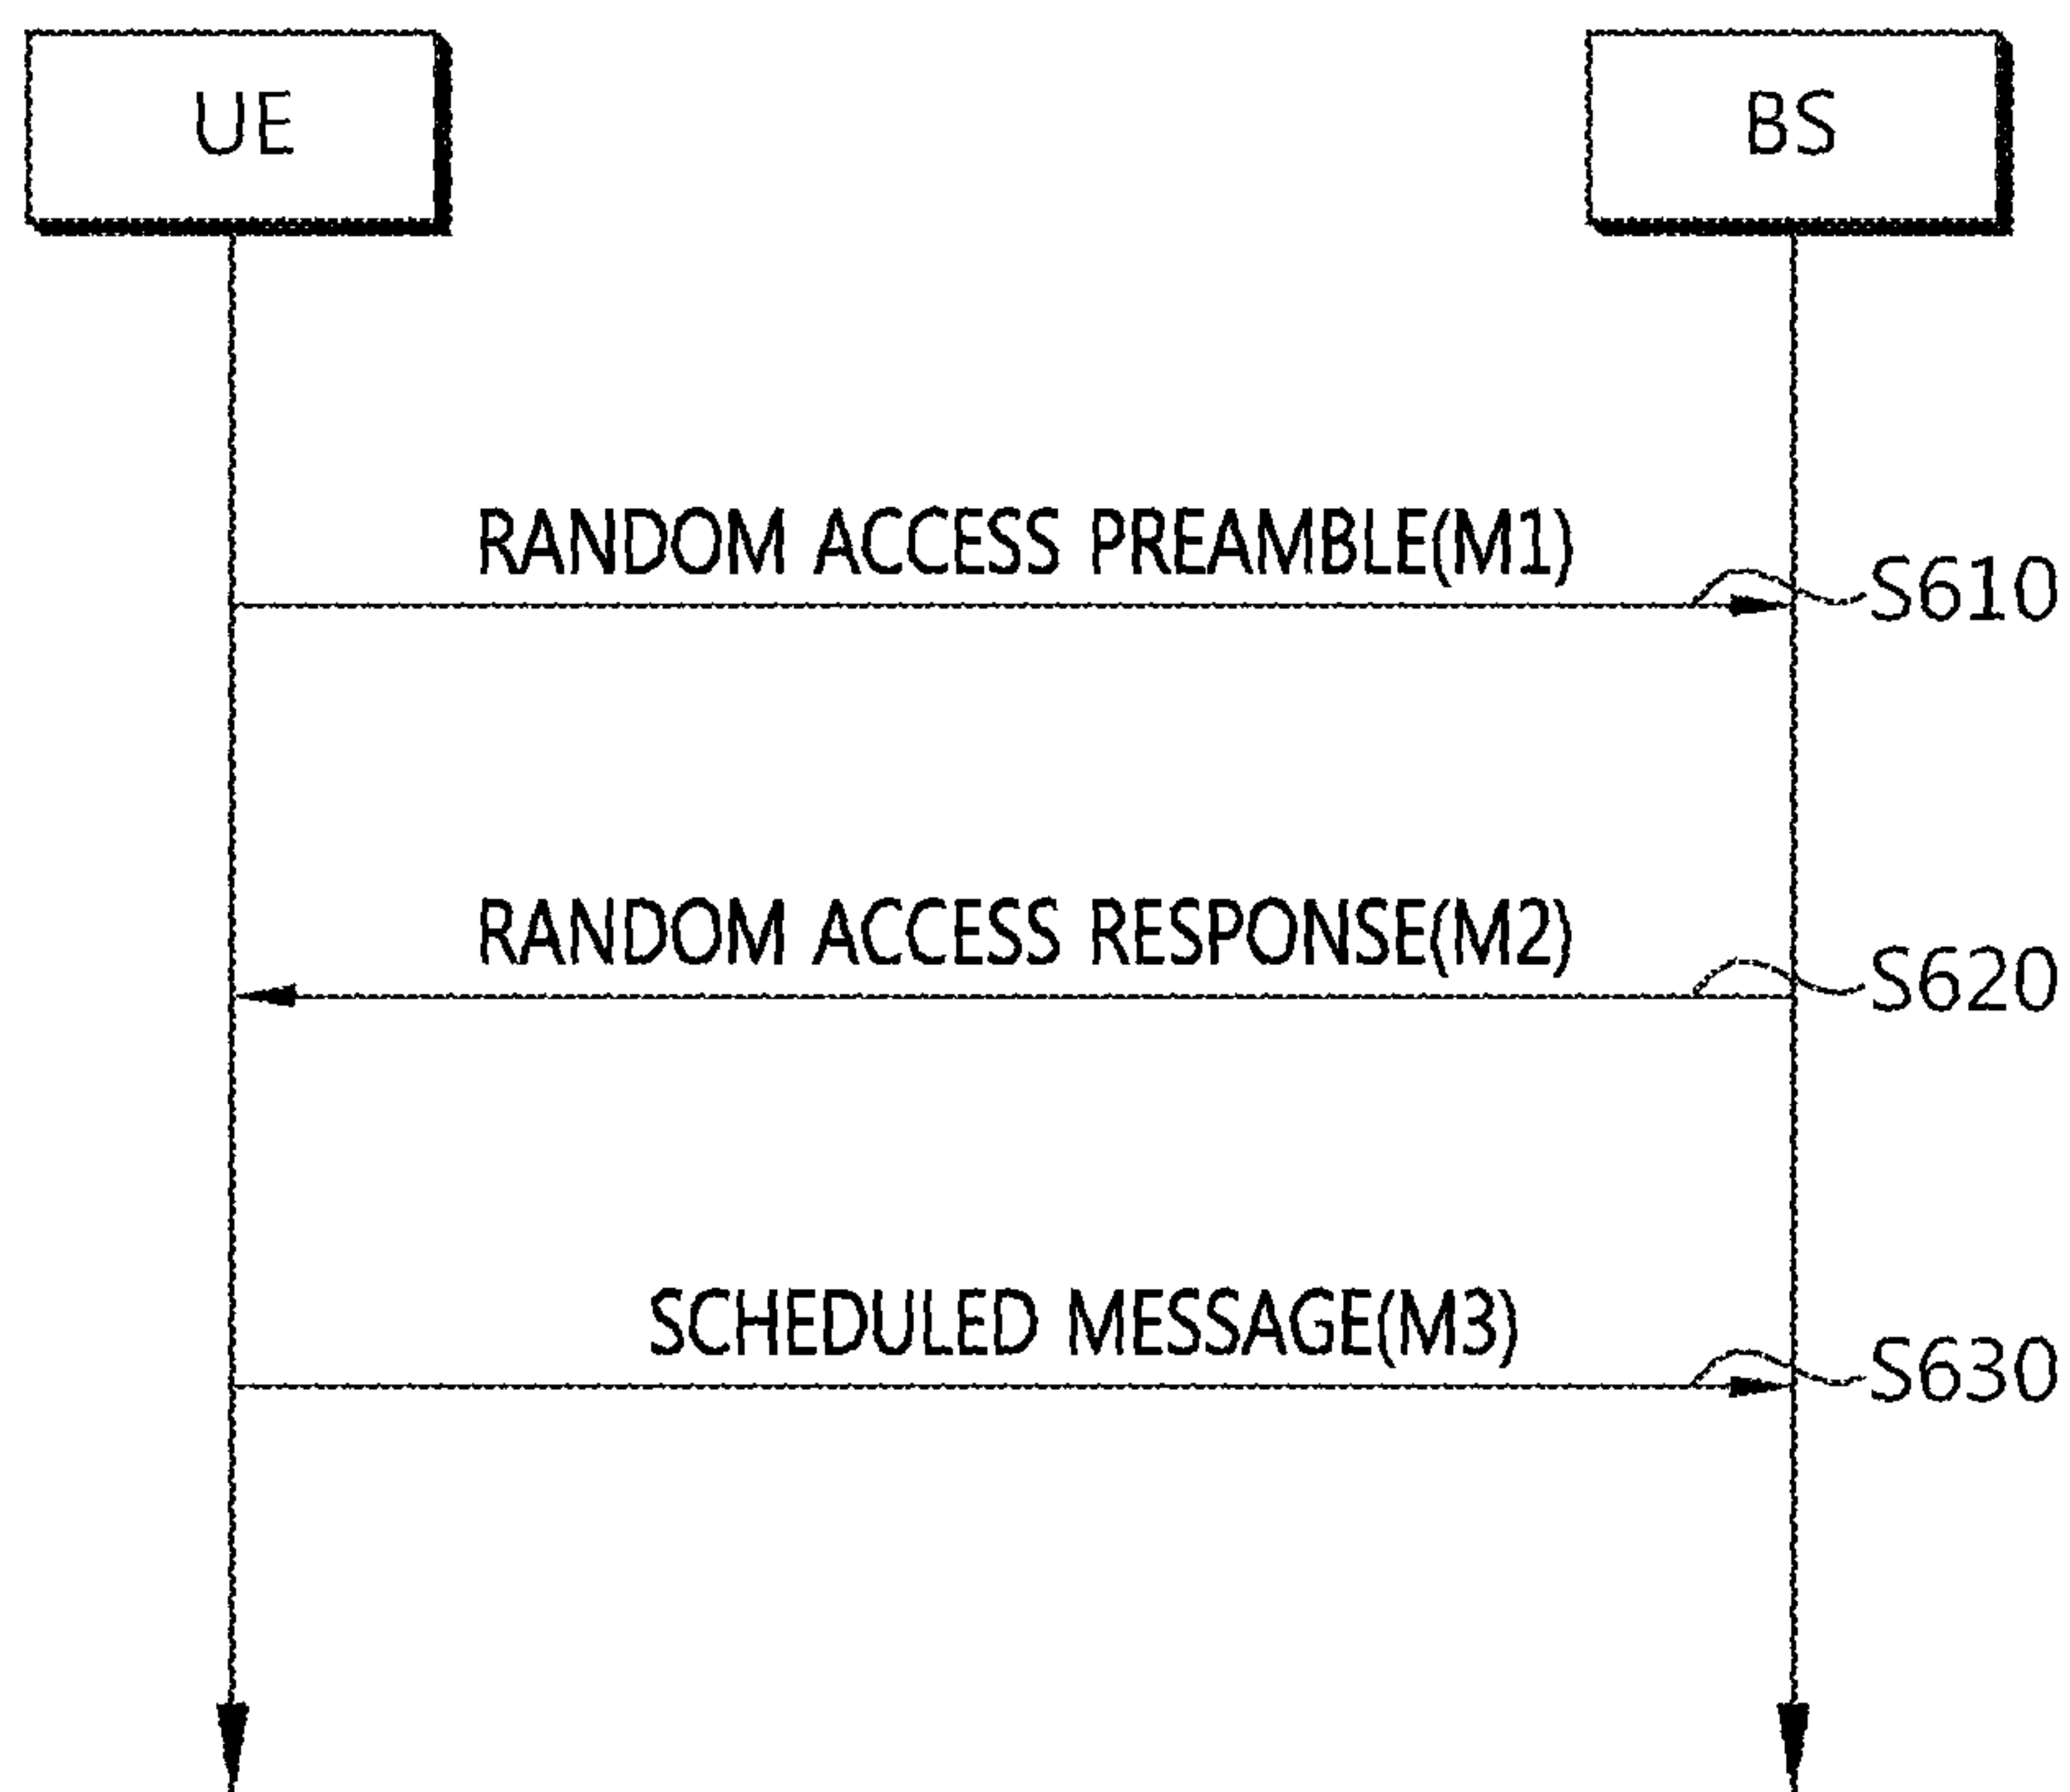 UE
BS
RANDOM ACCESS PREAMBLE(M1)
S610
RANDOM ACCESS RESPONSE(M2)
S620
SCHEDULED MESSAGE(M3)
S630